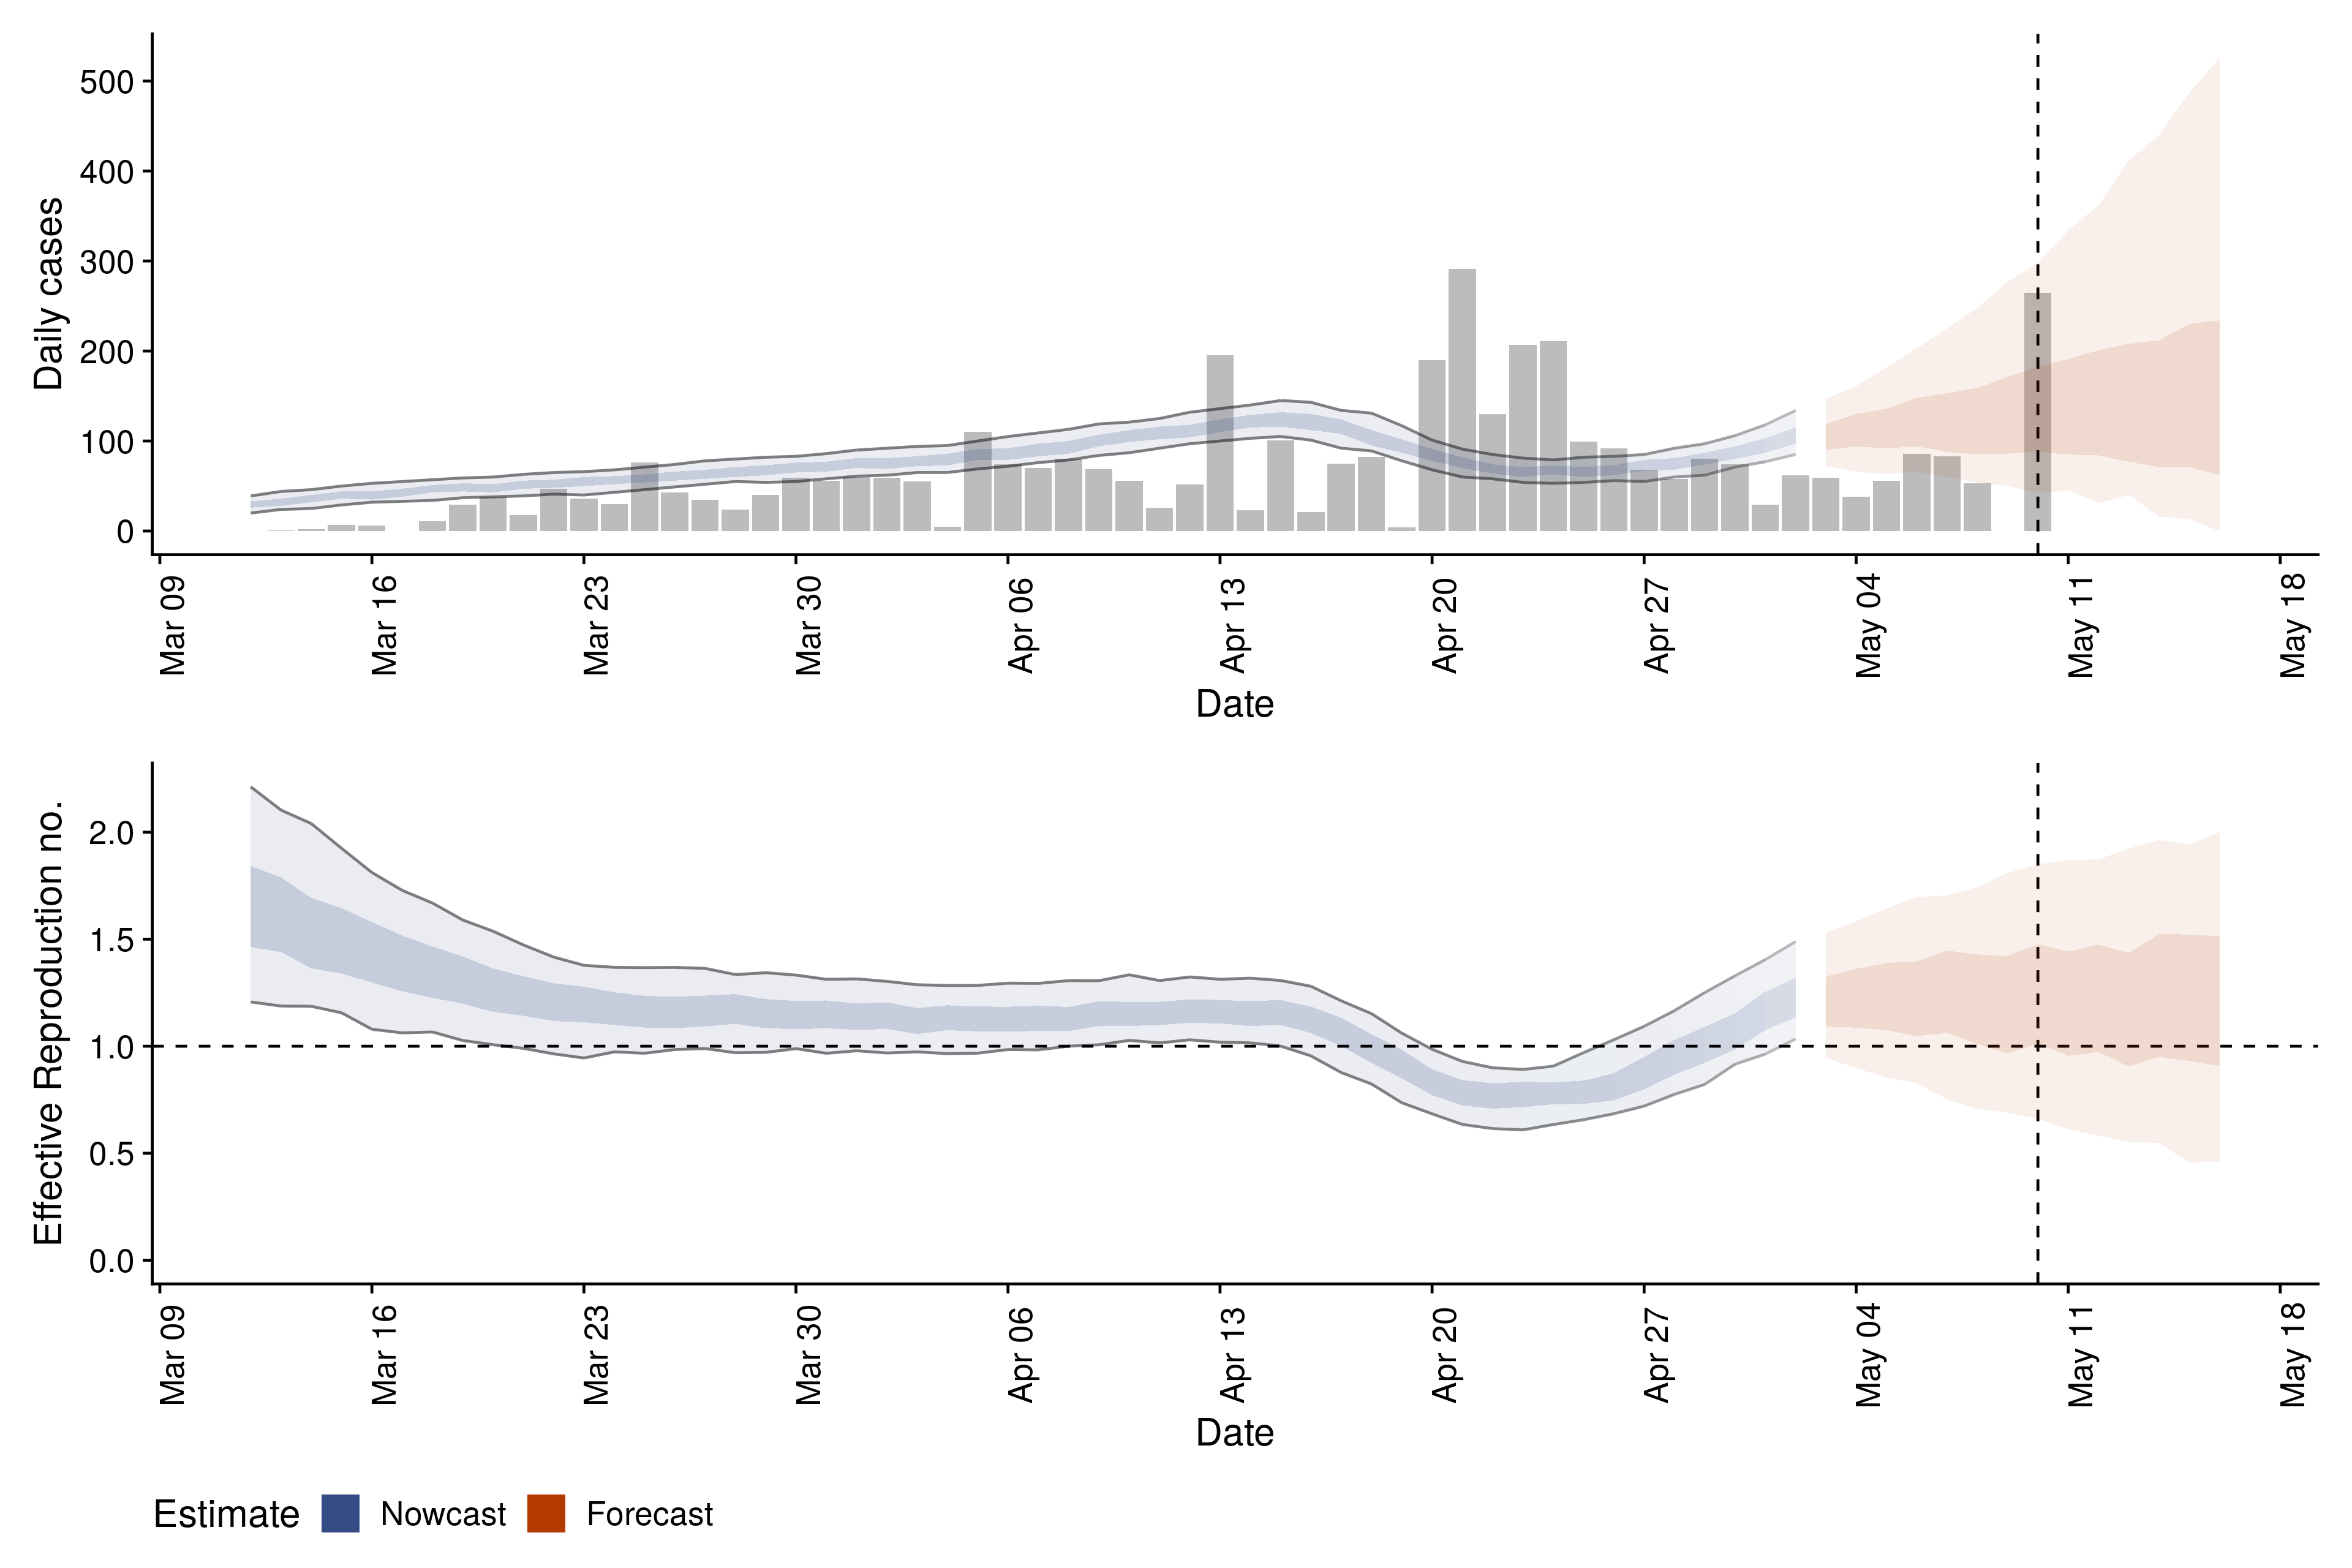 Daily cases
500
400
300
200
100
0
Mar 09
Mar 16
Mar 23
Mar 30
Apr 06
Apr 13
Apr 20
Apr 27
May 04
May 11
May 18
Date
Effective Reproduction no.
2.0
1.5
1.0
0.5
0.0
Mar 09
Mar 16
Mar 23
Mar 30
Apr 06
Apr 13
Apr 20
Apr 27
May 04
May 11
May 18
Date
Estimate Nowcast Forecast